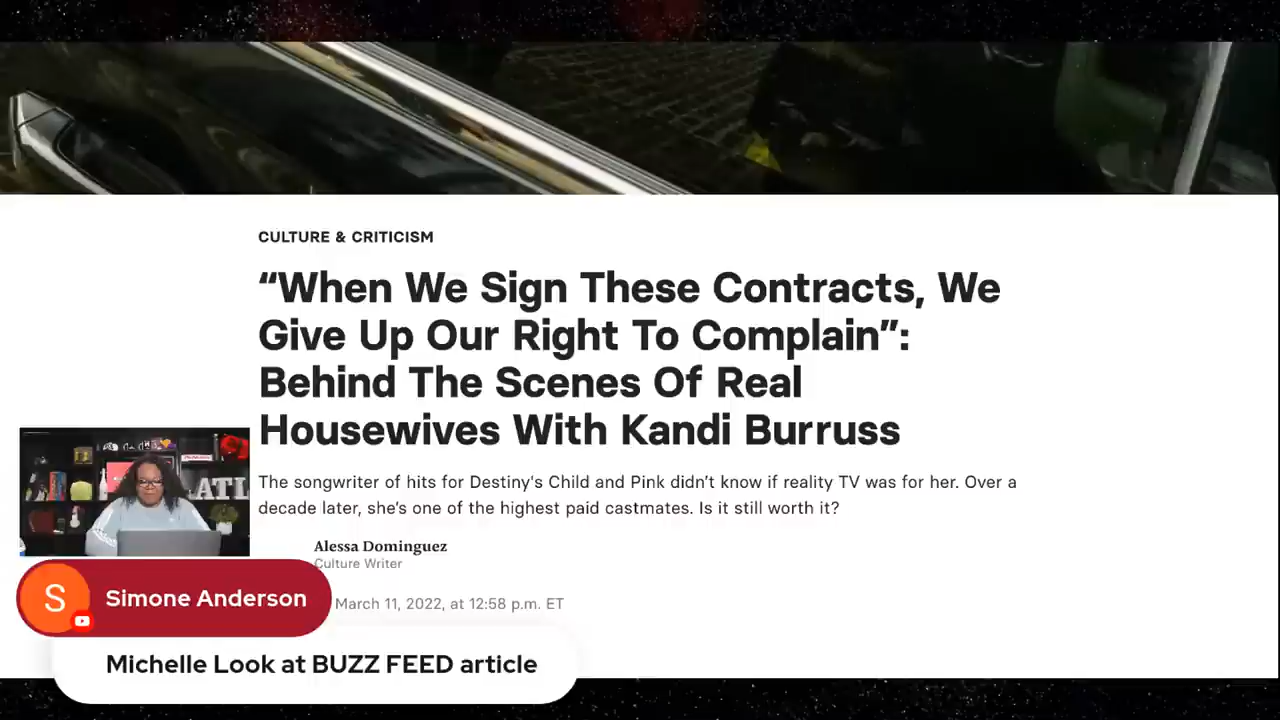 CULTURE & CRITICISM
“When We Sign These Contracts, We
Give Up Our Right To Complain”:
Behind The Scenes Of Real
Housewives With Kandi Burruss
The songwriter of hits for Destiny's Child and Pink didn’t know if reality TV was for her. Over a
decade later, she’s one of the highest paid castmates. Is it still worth it?
Alessa Dominguez
Culture Writer
March 11, 2022, at 12:58 p.m. ET
ATL
S
Simone Anderson
Michelle Look at BUZZ FEED article